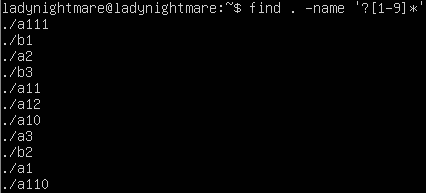 ladynightmare@ladynightmare:~$ find . -name '?[1-9]*'
./a111
./b1
./a2
./b3
./a11
./a12
./a10
./a3
./b2
./a1
./a110